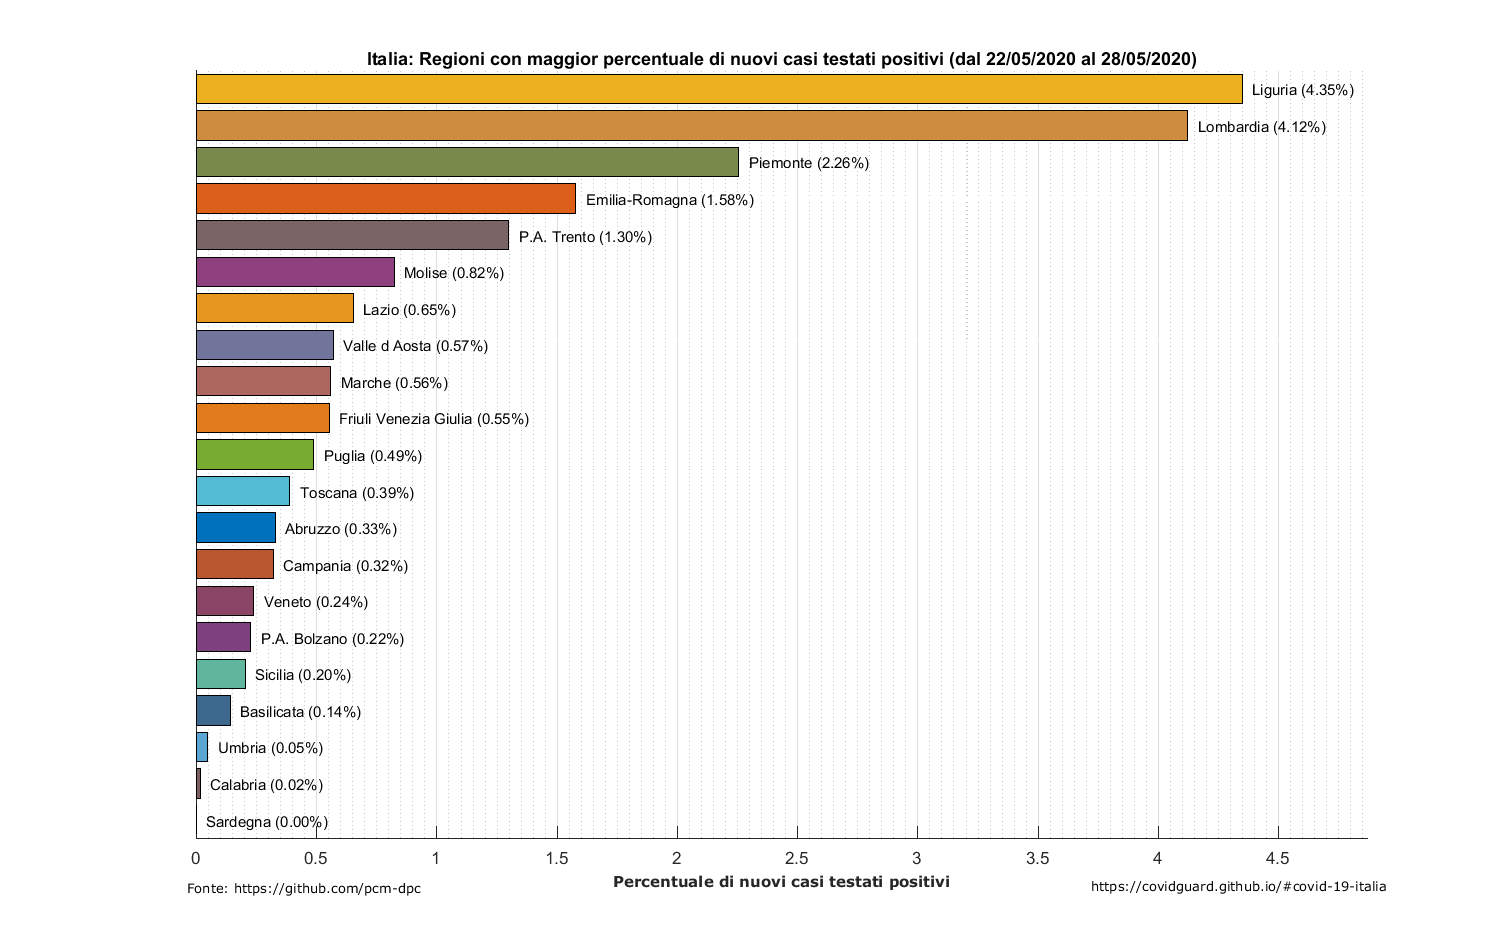 Italia: Regioni con maggior percentuale di nuovi casi testati positivi (dal 22/05/2020 al 28/05/2020)
Liguria (4.35%)
Lombardia (4.12%)
Piemonte (2.26%)
Emilia-Romagna (1.58%)
P.A. Trento (1.30%)
Molise (0.82%)
Lazio (0.65%)
Valle d Aosta (0.57%)
Marche (0.56%)
Friuli Venezia Giulia (0.55%)
Puglia (0.49%)
Toscana (0.39%)
Abruzzo (0.33%)
Campania (0.32%)
Veneto (0.24%)
P.A. Bolzano (0.22%)
Sicilia (0.20%)
Basilicata (0.14%)
Umbria (0.05%)
Calabria (0.02%)
Sardegna (0.00%)
0 0.5 1 1.5 2 2.5 3 3.5 4 4.5
Percentuale di nuovi casi testati positivi
Fonte: https://github.com/pcm-dpc
https://covidguard.github.io/#covid-19-italia